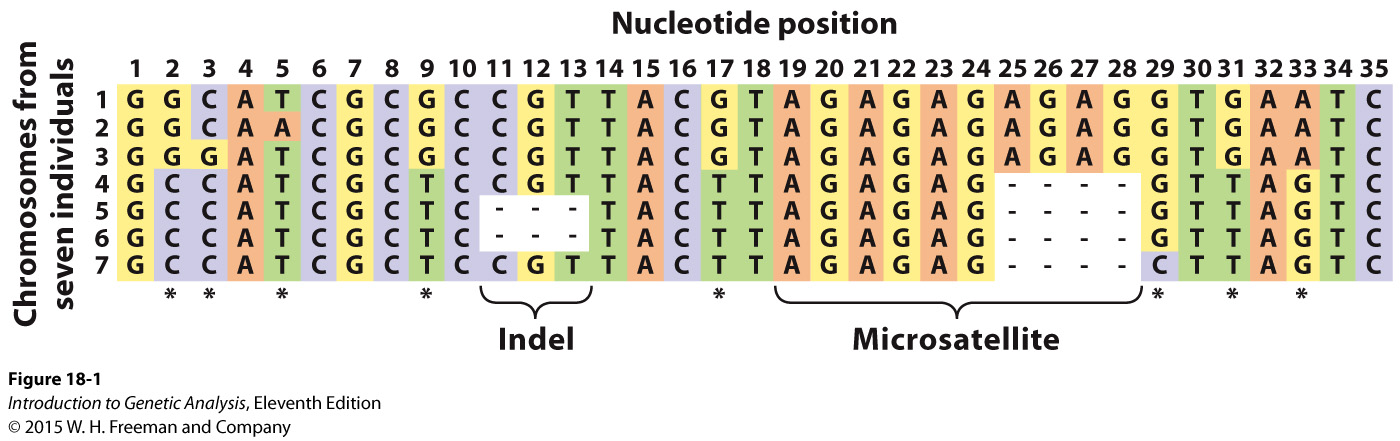 Nucleotide position
Chromosomes from
seven individuals
1 2 3 4 5 6 7 8 9 10 11 12 13 14 15 16 17 18 19 20 21 22 23 24 25 26 27 28 29 30 31 32 33 34 35
1 G G C A T C G C G C C G T T A C G T A G A G A G A G A G G T G A A T C
2 G G C A A C G C G C C G T T A C G T A G A G A G A G A G G T G A A T C
3 G G G A T C G C G C C G T T A C G T A G A G A G A G A G G T G A A T C
4 G C C A T C G C T C C G T T A C T T A G A G A G - - - - G T T A G T C
5 G C C A T C G C T C - - - T A C T T A G A G A G - - - - G T T A G T C
6 G C C A T C G C T C - - - T A C T T A G A G A G - - - - G T T A G T C
7 G C C A T C G C T C C G T T A C T T A G A G A G - - - - C T T A G T C
* * * * * * * *
Indel Microsatellite
Figure 18-1
Introduction to Genetic Analysis, Eleventh Edition
© 2015 W. H. Freeman and Company